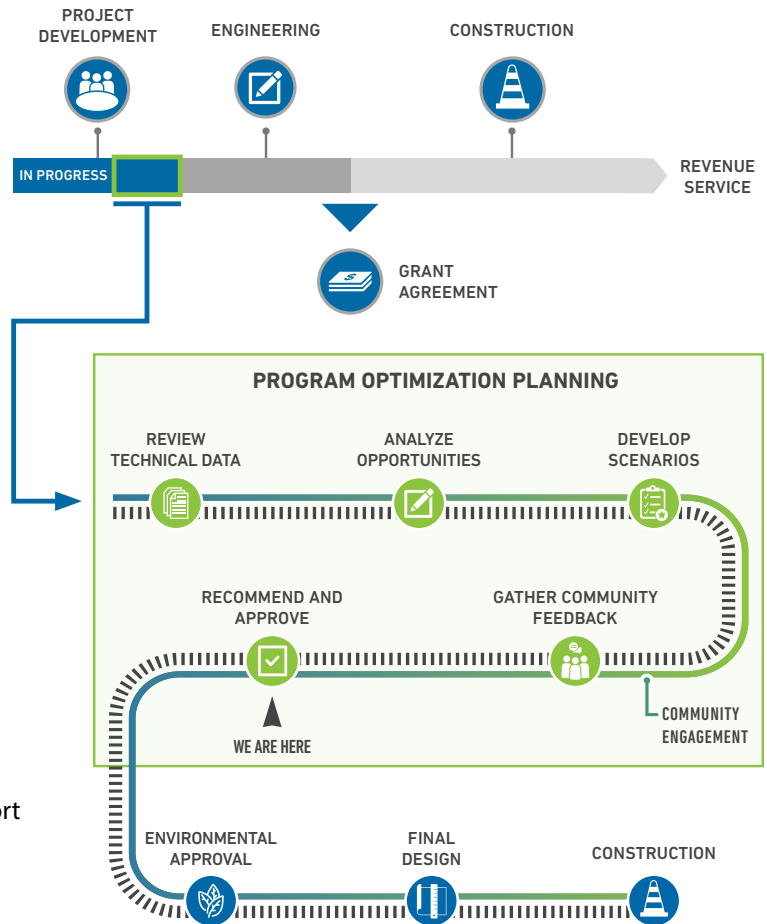 PROJECT
DEVELOPMENT
ENGINEERING
CONSTRUCTION
IN PROGRESS
REVENUE
SERVICE
$
GRANT
AGREEMENT
PROGRAM OPTIMIZATION PLANNING
REVIEW
TECHNICAL DATA
ANALYZE
OPPORTUNITIES
DEVELOP
SCENARIOS
RECOMMEND AND
APPROVE
GATHER COMMUNITY
FEEDBACK
WE ARE HERE
COMMUNITY
ENGAGEMENT
rt
ENVIRONMENTAL
APPROVAL
FINAL
DESIGN
CONSTRUCTION